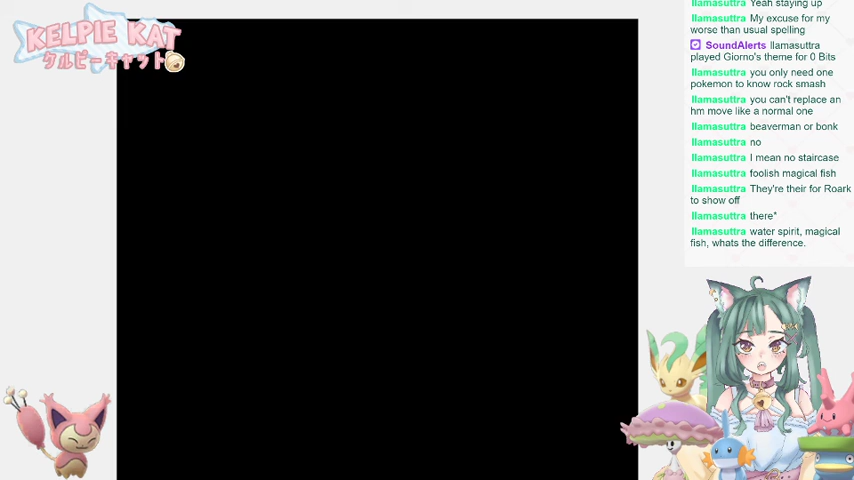 KELPIE KAT
ケルピーキャット
llamasuttra Yeah staying up
llamasuttra My excuse for my
worse than usual spelling
SoundAlerts llamasuttra
played Giorno's theme for 0 Bits
llamasuttra you only need one
pokemon to know rock smash
llamasuttra you can't replace an
hm move like a normal one
llamasuttra beaverman or bonk
llamasuttra no
llamasuttra I mean no staircase
llamasuttra foolish magical fish
llamasuttra They're their for Roark
to show off
llamasuttra there*
llamasuttra water spirit, magical
fish, whats the difference.